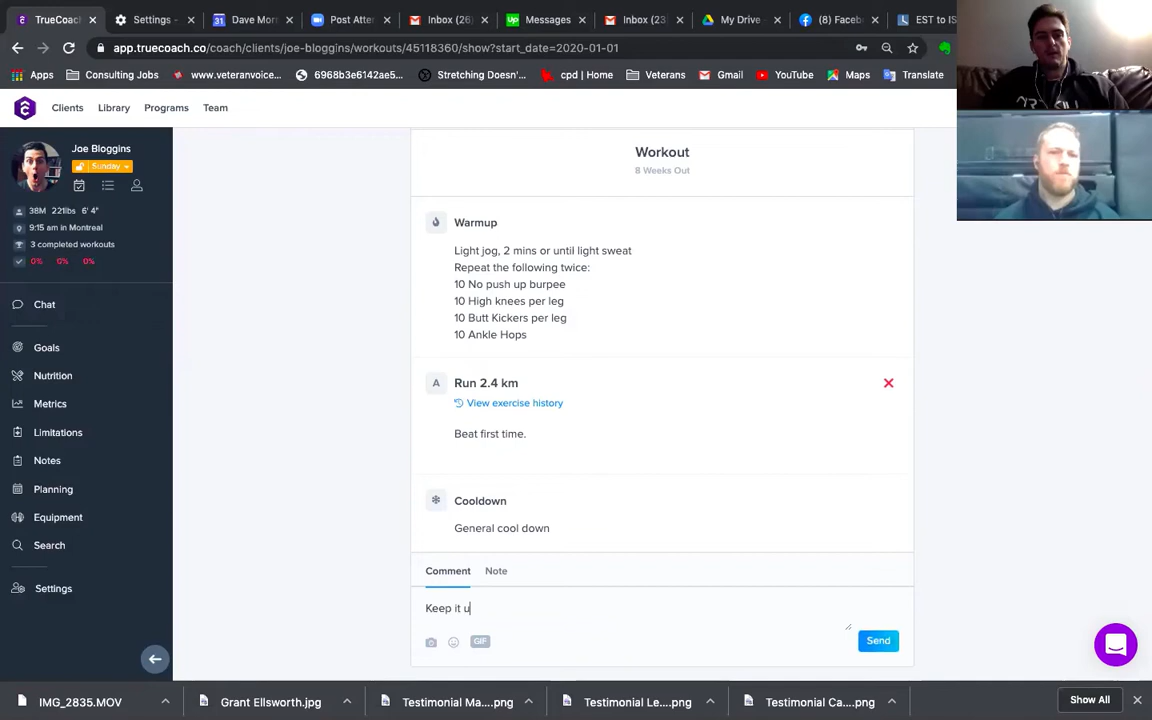 TrueCoach
Settings -
Dave Morr
Post Atter
Inbox (26)
Messages
Inbox (23)
My Drive -
(8) Faceb
EST to IS
app.truecoach.co/coach/clients/joe-bloggins/workouts/45118360/show?start_date=2020-01-01
Apps
Consulting Jobs
www.veteranvoice...
6968b3e6142ae5...
Stretching Doesn'...
cpd | Home
Veterans
Gmail
YouTube
Maps
Translate
Clients
Library
Programs
Team
Joe Bloggins
Sunday
38M 221lbs 6' 4"
9:15 am in Montreal
3 completed workouts
0% 17% 0%
Chat
Goals
Nutrition
Metrics
Limitations
Notes
Planning
Equipment
Search
Settings
Workout
8 Weeks Out
Warmup
Light jog, 2 mins or until light sweat
Repeat the following twice:
10 No push up burpee
10 High knees per leg
10 Butt Kickers per leg
10 Ankle Hops
A
Run 2.4 km
View exercise history
Beat first time.
Cooldown
General cool down
Comment
Note
Keep it u
GIF
Send
IMG_2835.MOV
Grant Ellsworth.jpg
Testimonial Ma....png
Testimonial Le....png
Testimonial Ca....png
Show All